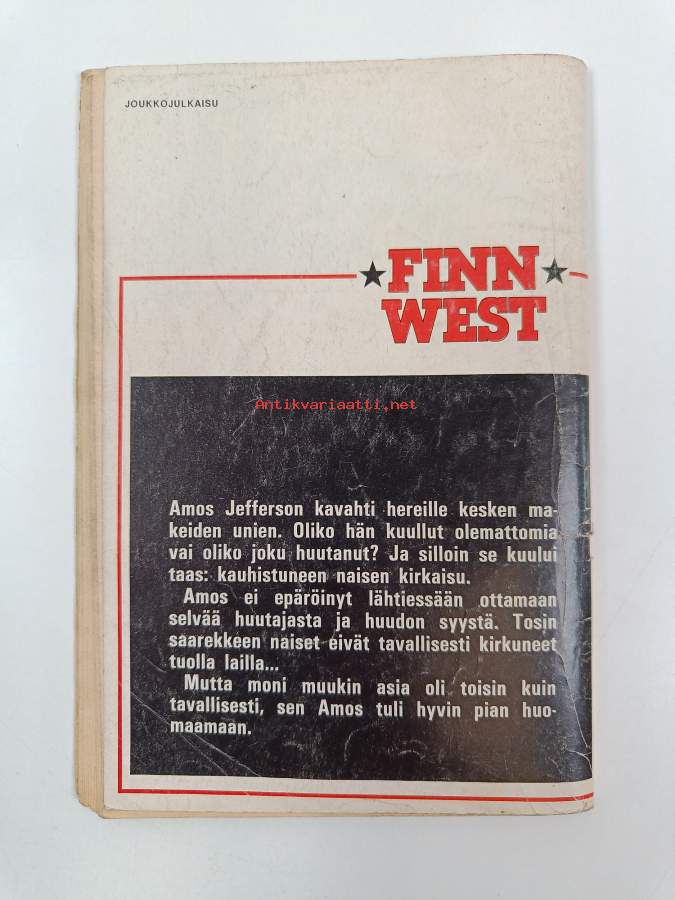 JOUKKOJULKAISU
FINN
WEST
Antikvariaatti.net
Amos Jefferson kavahti hereille kesken ma-
keiden unien. Oliko hän kuullut olemattomia
vai oliko joku huutanut? Ja silloin se kuului
taas: kauhistuneen naisen kirkaisu.
Amos ei epäröinyt lähtiessään ottamaan
selvää huutajasta ja huudon syystä. Tosin
saarekkeen naiset eivät tavallisesti kirkuneet
tuolla lailla...
Mutta moni muukin asia oli toisin kuin
tavallisesti, sen Amos tuli hyvin pian huo-
maamaan.